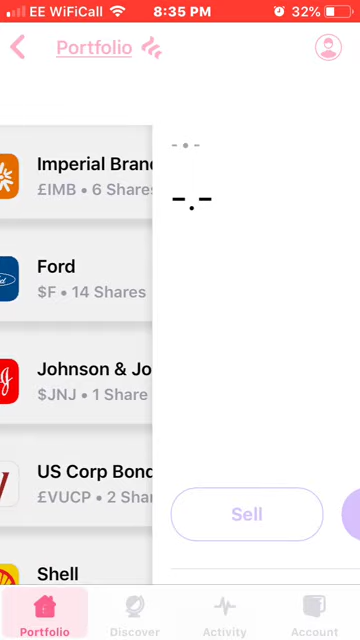 EE WiFiCall 8:35 PM 32%
Portfolio
- • -
-.-
Imperial Bran
£IMB • 6 Shares
Ford
$F • 14 Shares
Johnson & Jo
$JNJ • 1 Share
US Corp Bond
£VUCP • 2 Shar
Shell
Sell
Portfolio Discover Activity Account